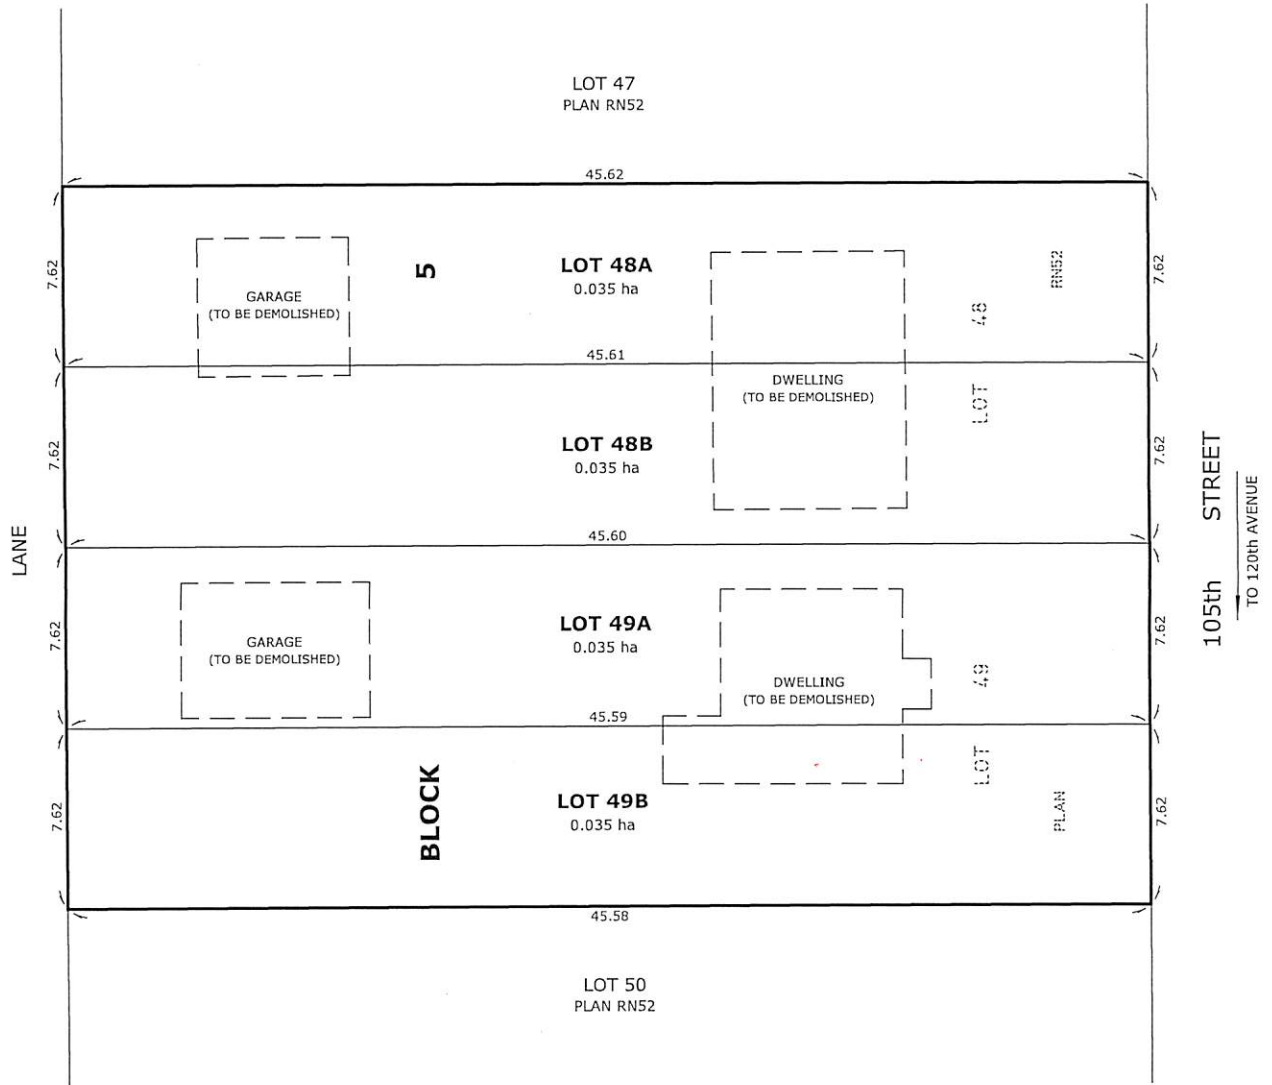 LOT 47
PLAN RN52
45.62
7.62
GARAGE
(TO BE DEMOLISHED)
5
LOT 48A
0.035 ha
48
RN52
7.62
45.61
DWELLING
(TO BE DEMOLISHED)
LOT
7.62
LOT 48B
0.035 ha
7.62
LANE
45.60
105th STREET
TO 120th AVENUE
7.62
GARAGE
(TO BE DEMOLISHED)
LOT 49A
0.035 ha
DWELLING
(TO BE DEMOLISHED)
49
7.62
45.59
LOT
7.62
BLOCK
LOT 49B
0.035 ha
PLAN
7.62
45.58
LOT 50
PLAN RN52